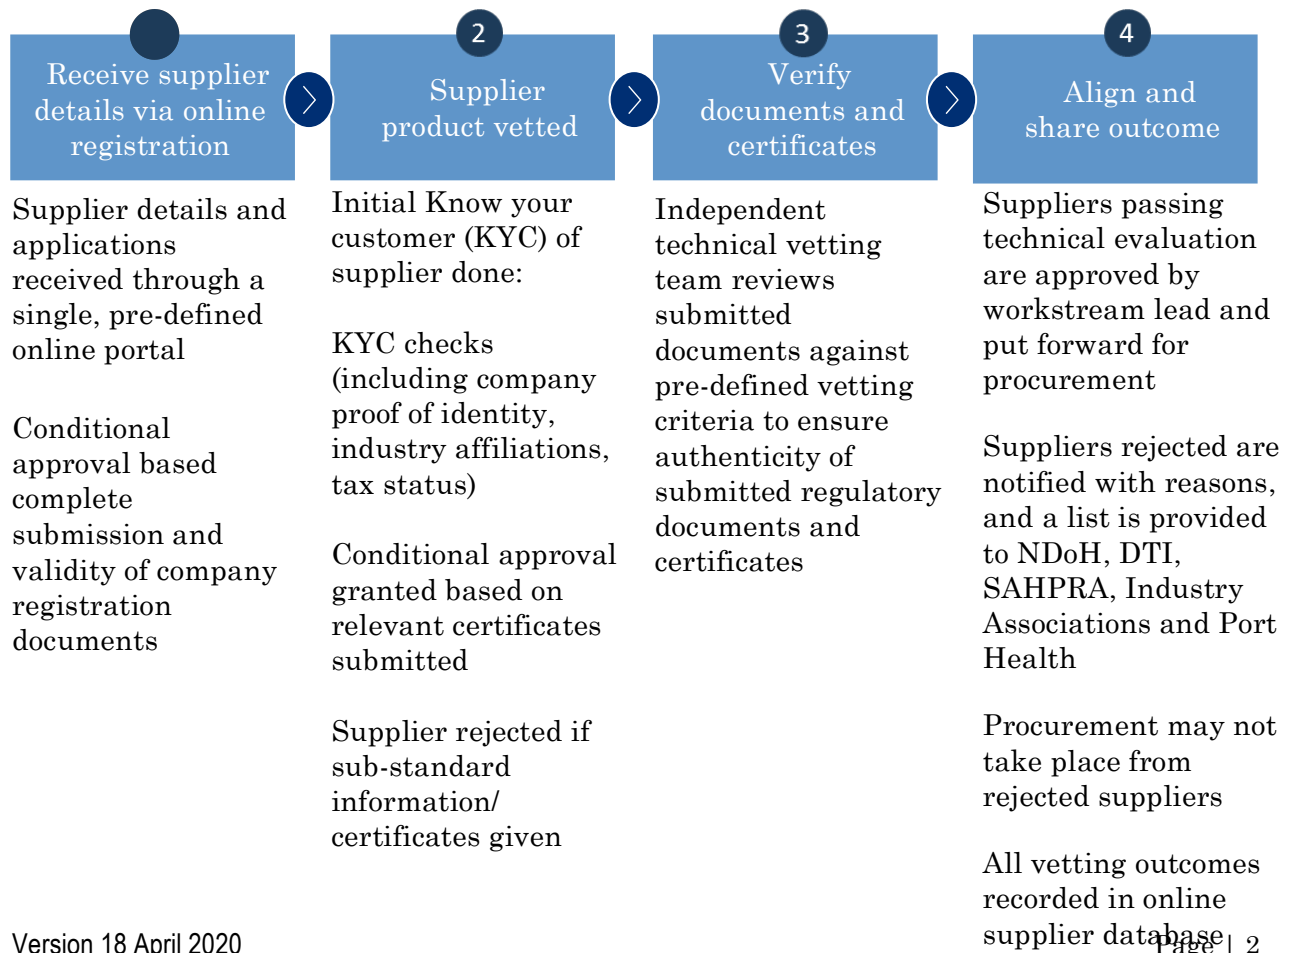 Receive supplier
details via online
registration
Supplier details and
applications
received through a
single, pre-defined
online portal
Conditional
approval based
complete
submission and
validity of company
registration
documents
2
Supplier
product vetted
Initial Know your
customer (KYC) of
supplier done:
KYC checks
(including company
proof of identity,
industry affiliations,
tax status)
Conditional approval
granted based on
relevant certificates
submitted
Supplier rejected if
sub-standard
information/
certificates given
3
Verify
documents and
certificates
Independent
technical vetting
team reviews
submitted
documents against
pre-defined vetting
criteria to ensure
authenticity of
submitted regulatory
documents and
certificates
4
Align and
share outcome
Suppliers passing
technical evaluation
are approved by
workstream lead and
put forward for
procurement
Suppliers rejected are
notified with reasons,
and a list is provided
to NDoH, DTI,
SAHPRA, Industry
Associations and Port
Health
Procurement may not
take place from
rejected suppliers
All vetting outcomes
recorded in online
supplier database
Version 18 April 2020
Page | 2